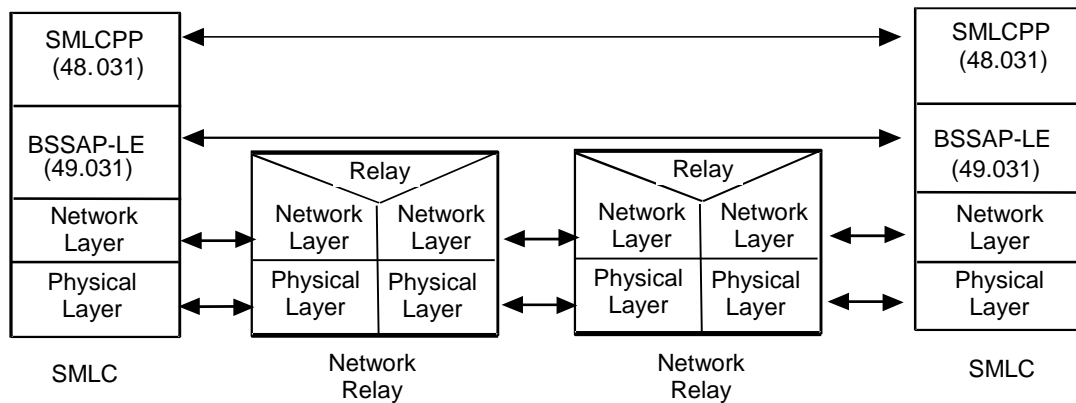 SMLCPP
(48.031)
BSSAP-LE
(49.031)
Network
Layer
Physical
Layer
SMLC
Relay
Network
Layer
Network
Layer
Physical
Layer
Physical
Layer
Network
Relay
Relay
Network
Layer
Network
Layer
Physical
Layer
Physical
Layer
Network
Relay
SMLCPP
(48.031)
BSSAP-LE
(49.031)
Network
Layer
Physical
Layer
SMLC